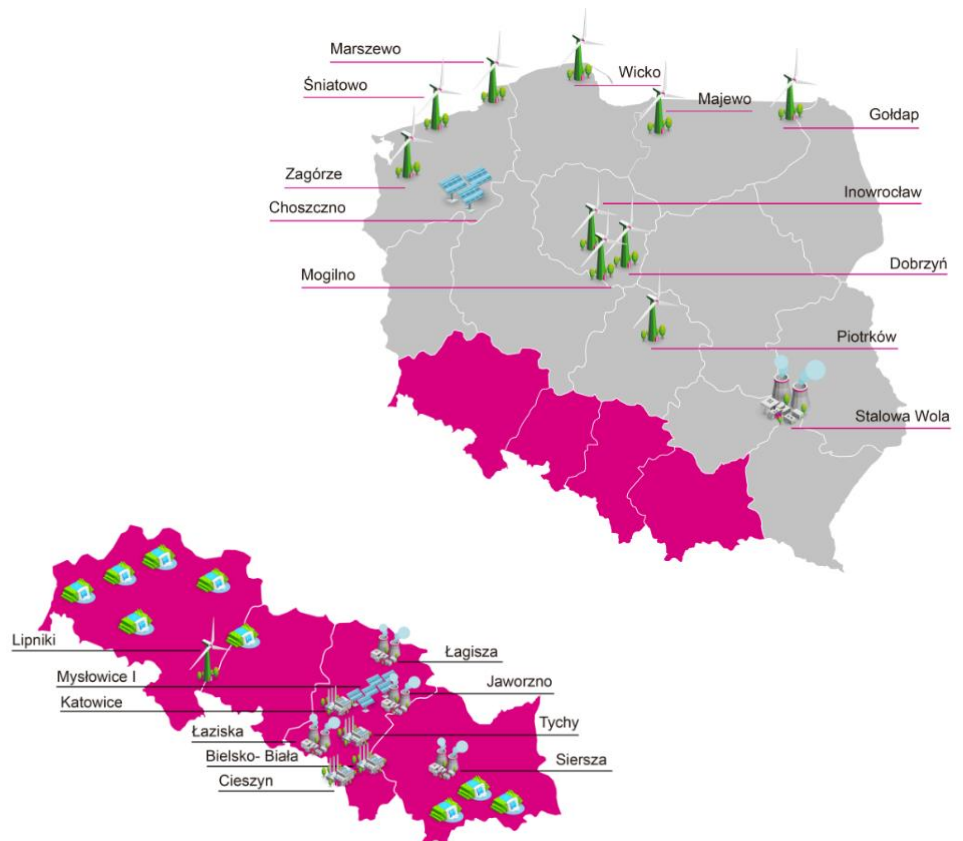 Marszewo
Śniatowo
Wicko
Majewo
Gołdap
Zagórze
Choszczno
Inowrocław
Mogilno
Dobrzyń
Piotrków
Stalowa Wola
Lipniki
Łagisza
Mysłowice I
Jaworzno
Katowice
Tychy
Łaziska
Bielsko- Biała
Siersza
Cieszyn